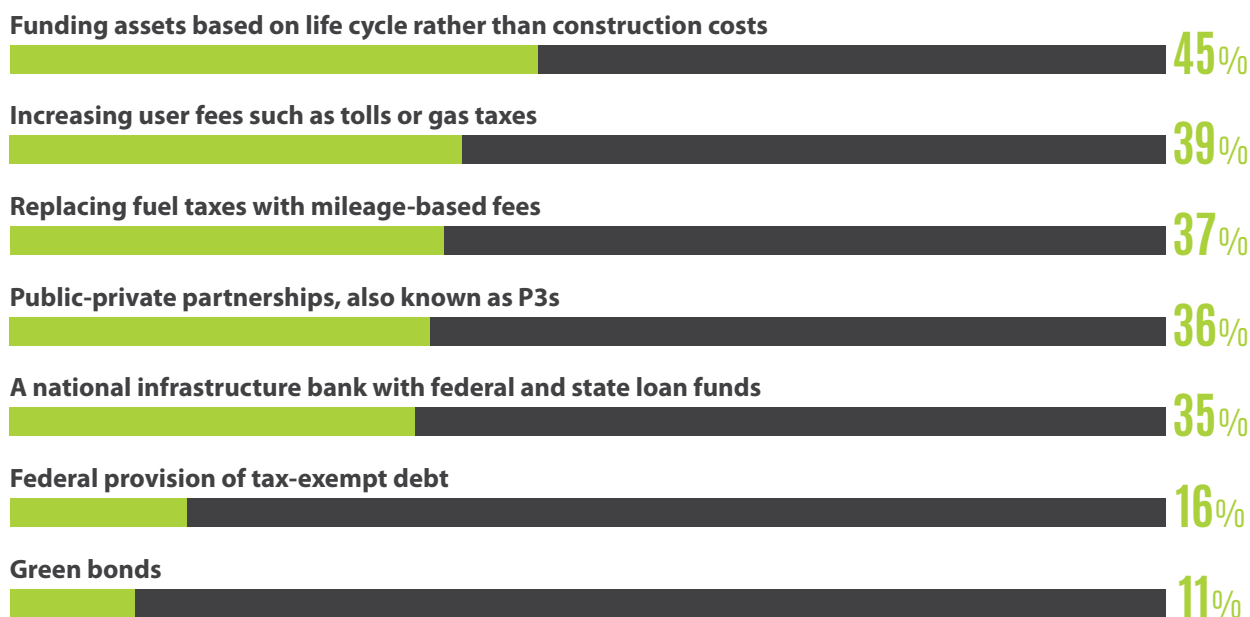 Funding assets based on life cycle rather than construction costs
45%
Increasing user fees such as tolls or gas taxes
39%
Replacing fuel taxes with mileage-based fees
37%
Public-private partnerships, also known as P3s
36%
A national infrastructure bank with federal and state loan funds
35%
Federal provision of tax-exempt debt
16%
Green bonds
11%